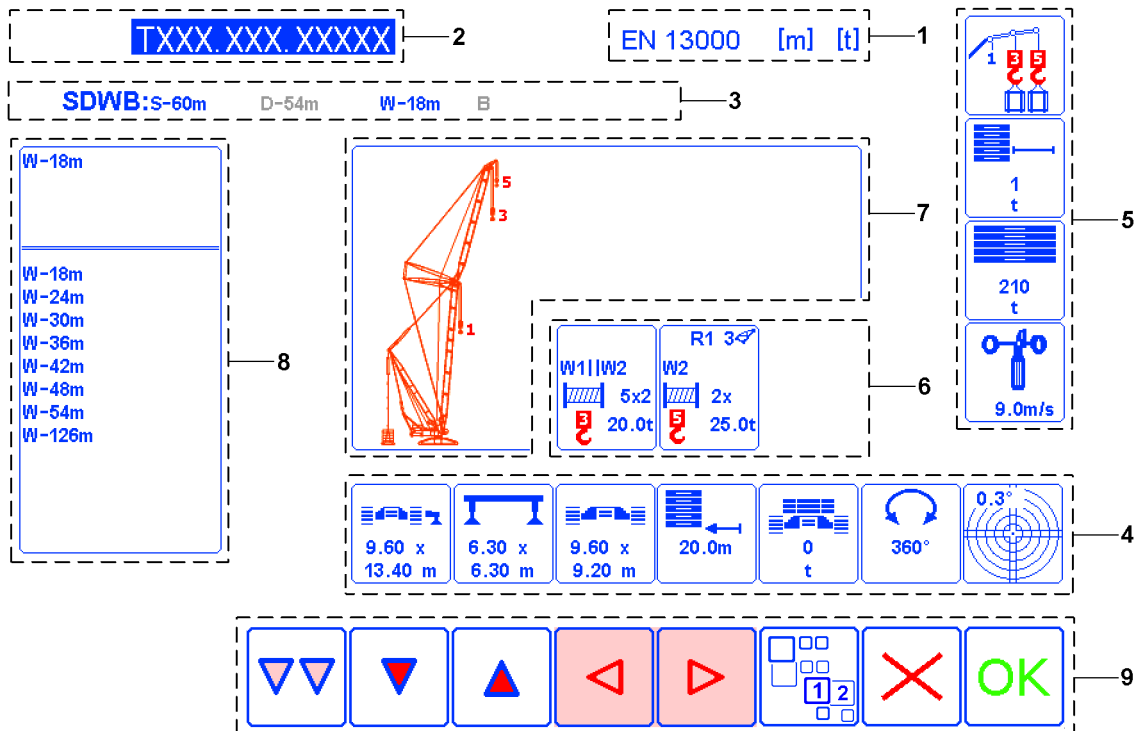 TXXX.XXX.XXXXX
2
EN 13000 [m] [t]
1
SDWB:S-60m D-54m W-18m B
3
1 3 5
1
t
210
t
9.0m/s
5
W-18m
W-18m
W-24m
W-30m
W-36m
W-42m
W-48m
W-54m
W-126m
8
5
3
1
7
W1||W2
5x2
3 20.0t
R1 3
W2
2x
5 25.0t
6
9.60 x
13.40 m
6.30 x
6.30 m
9.60 x
9.20 m
20.0m
0
t
360°
0.3°
4
1 2
OK
9